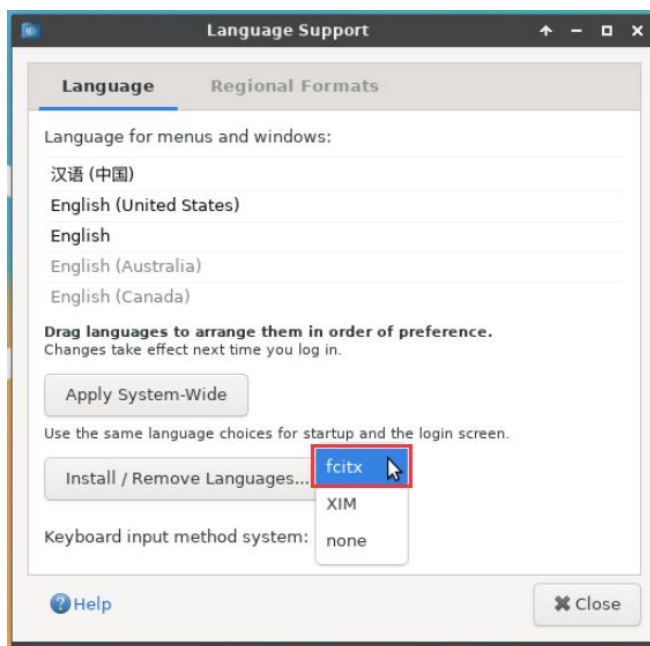 Language Support
Language Regional Formats
Language for menus and windows:
汉语 (中国)
English (United States)
English
English (Australia)
English (Canada)
Drag languages to arrange them in order of preference.
Changes take effect next time you log in.
Apply System-Wide
Use the same language choices for startup and the login screen.
Install / Remove Languages...
fcitx
XIM
Keyboard input method system:
none
Help
Close